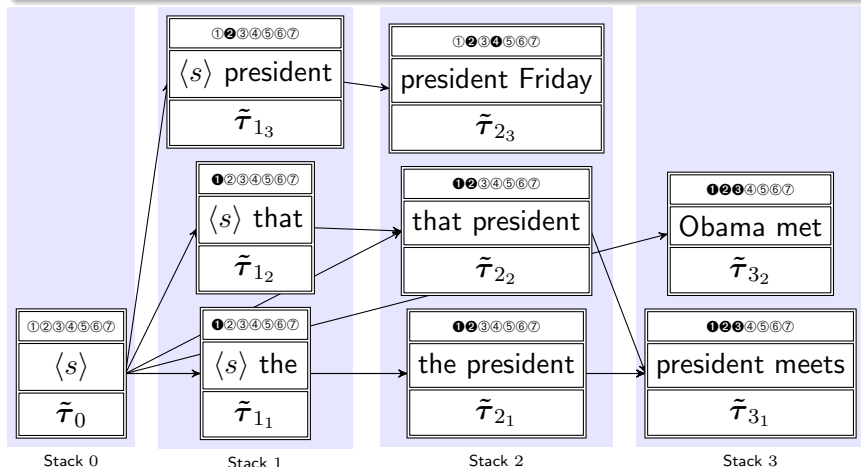 ①❷③④⑤⑥⑦
⟨s⟩ president
τ̃₁₃
①❷③❹⑤⑥⑦
president Friday
τ̃₂₃
❶②③④⑤⑥⑦
⟨s⟩ that
τ̃₁₂
❶❷③④⑤⑥⑦
that president
τ̃₂₂
❶❷❸④⑤⑥⑦
Obama met
τ̃₃₂
①②③④⑤⑥⑦
⟨s⟩
τ̃₀
❶②③④⑤⑥⑦
⟨s⟩ the
τ̃₁₁
❶❷③④⑤⑥⑦
the president
τ̃₂₁
❶❷❸④⑤⑥⑦
president meets
τ̃₃₁
Stack 0
Stack 1
Stack 2
Stack 3